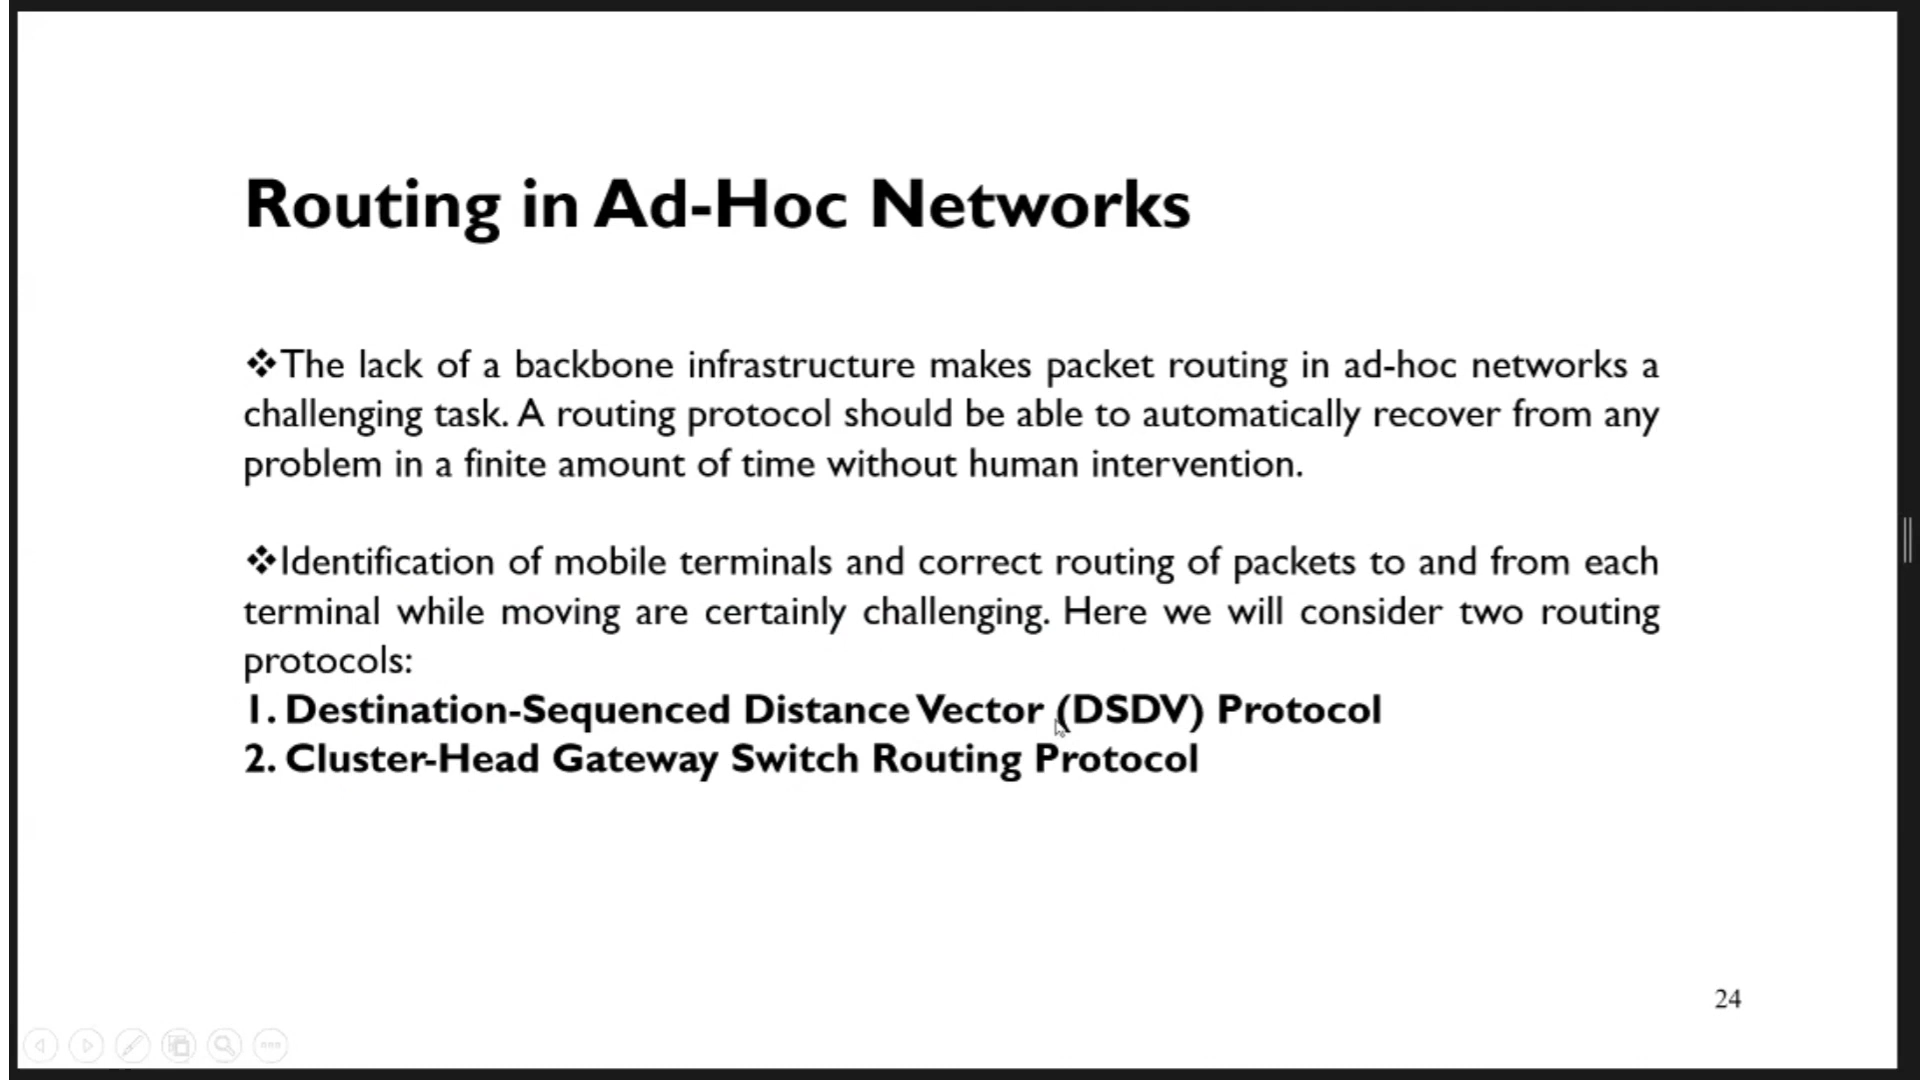 Routing in Ad-Hoc Networks
❖The lack of a backbone infrastructure makes packet routing in ad-hoc networks a
challenging task. A routing protocol should be able to automatically recover from any
problem in a finite amount of time without human intervention.
❖Identification of mobile terminals and correct routing of packets to and from each
terminal while moving are certainly challenging. Here we will consider two routing
protocols:
1. Destination-Sequenced Distance Vector (DSDV) Protocol
2. Cluster-Head Gateway Switch Routing Protocol
24